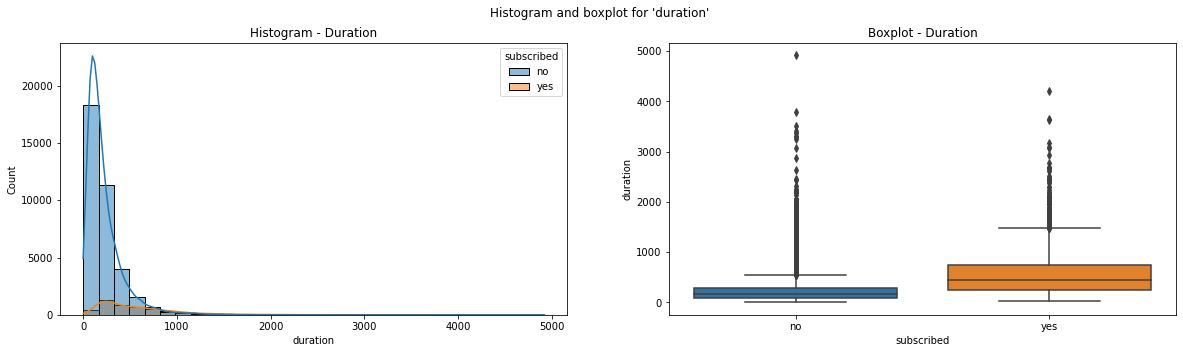 Histogram and boxplot for 'duration'
Histogram - Duration
subscribed
no
yes
20000
15000
10000
5000
0
Count
0
1000
2000
3000
4000
5000
duration
Boxplot - Duration
5000
4000
3000
2000
1000
0
duration
no
yes
subscribed